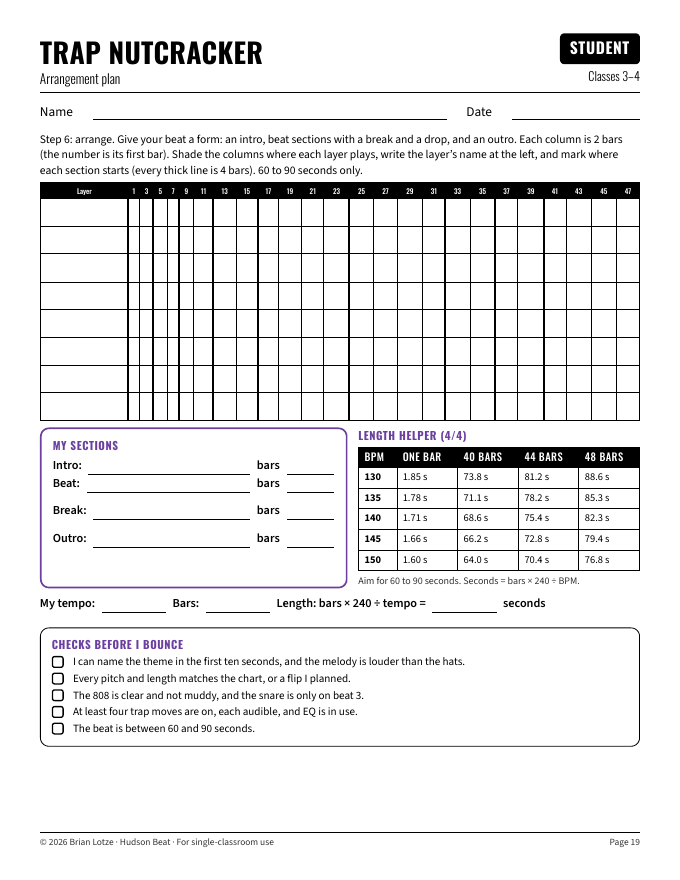 TRAP NUTCRACKER
STUDENT
Arrangement plan
Classes 3–4
Name
Date
Step 6: arrange. Give your beat a form: an intro, beat sections with a break and a drop, and an outro. Each column is 2 bars
(the number is its first bar). Shade the columns where each layer plays, write the layer's name at the left, and mark where
each section starts (every thick line is 4 bars). 60 to 90 seconds only.
Layer 1 3 5 7 9 11 13 15 17 19 21 23 25 27 29 31 33 35 37 39 41 43 45 47
MY SECTIONS
Intro: bars
Beat: bars
Break: bars
Outro: bars
LENGTH HELPER (4/4)
BPM ONE BAR 40 BARS 44 BARS 48 BARS
130 1.85 s 73.8 s 81.2 s 88.6 s
135 1.78 s 71.1 s 78.2 s 85.3 s
140 1.71 s 68.6 s 75.4 s 82.3 s
145 1.66 s 66.2 s 72.8 s 79.4 s
150 1.60 s 64.0 s 70.4 s 76.8 s
Aim for 60 to 90 seconds. Seconds = bars × 240 ÷ BPM.
My tempo: Bars: Length: bars × 240 ÷ tempo = seconds
CHECKS BEFORE I BOUNCE
I can name the theme in the first ten seconds, and the melody is louder than the hats.
Every pitch and length matches the chart, or a flip I planned.
The 808 is clear and not muddy, and the snare is only on beat 3.
At least four trap moves are on, each audible, and EQ is in use.
The beat is between 60 and 90 seconds.
© 2026 Brian Lotze · Hudson Beat · For single-classroom use
Page 19